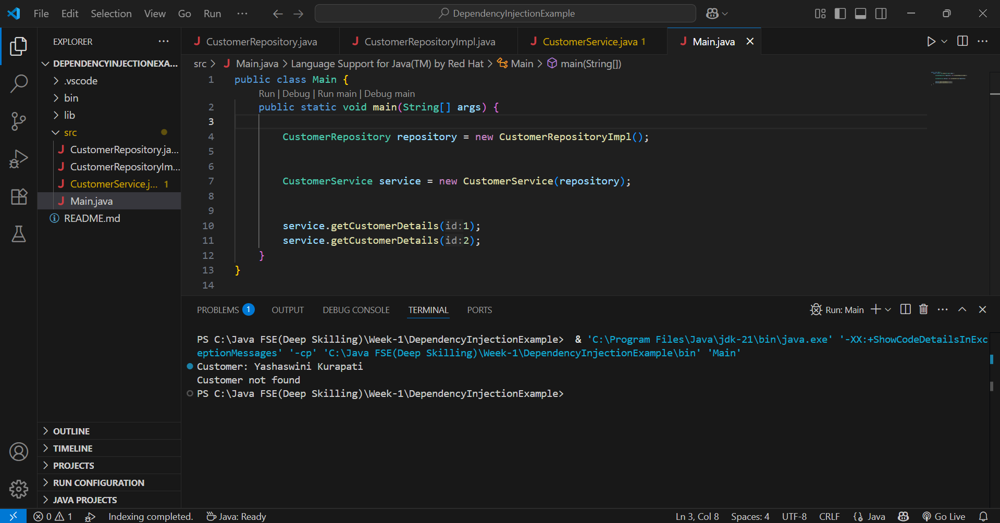 File Edit Selection View Go Run ··· DependencyInjectionExample
EXPLORER ···
DEPENDENCYINJECTIONEXA...
.vscode
bin
lib
src
CustomerRepository.ja...
CustomerRepositoryIm...
CustomerService.j... 1
Main.java
README.md
OUTLINE
TIMELINE
PROJECTS
RUN CONFIGURATION
JAVA PROJECTS
CustomerRepository.java CustomerRepositoryImpl.java CustomerService.java 1 Main.java
src > Main.java > Language Support for Java(TM) by Red Hat > Main > main(String[])
1 public class Main {
Run | Debug | Run main | Debug main
2 public static void main(String[] args) {
3
4 CustomerRepository repository = new CustomerRepositoryImpl();
5
6
7 CustomerService service = new CustomerService(repository);
8
9
10 service.getCustomerDetails(id:1);
11 service.getCustomerDetails(id:2);
12 }
13 }
14
PROBLEMS 1 OUTPUT DEBUG CONSOLE TERMINAL PORTS Run: Main
PS C:\Java FSE(Deep Skilling)\Week-1\DependencyInjectionExample> & 'C:\Program Files\Java\jdk-21\bin\java.exe' '-XX:+ShowCodeDetailsInExc
eptionMessages' '-cp' 'C:\Java FSE(Deep Skilling)\Week-1\DependencyInjectionExample\bin' 'Main'
Customer: Yashaswini Kurapati
Customer not found
PS C:\Java FSE(Deep Skilling)\Week-1\DependencyInjectionExample>
0 1 Indexing completed. Java: Ready Ln 3, Col 8 Spaces: 4 UTF-8 CRLF Java Go Live